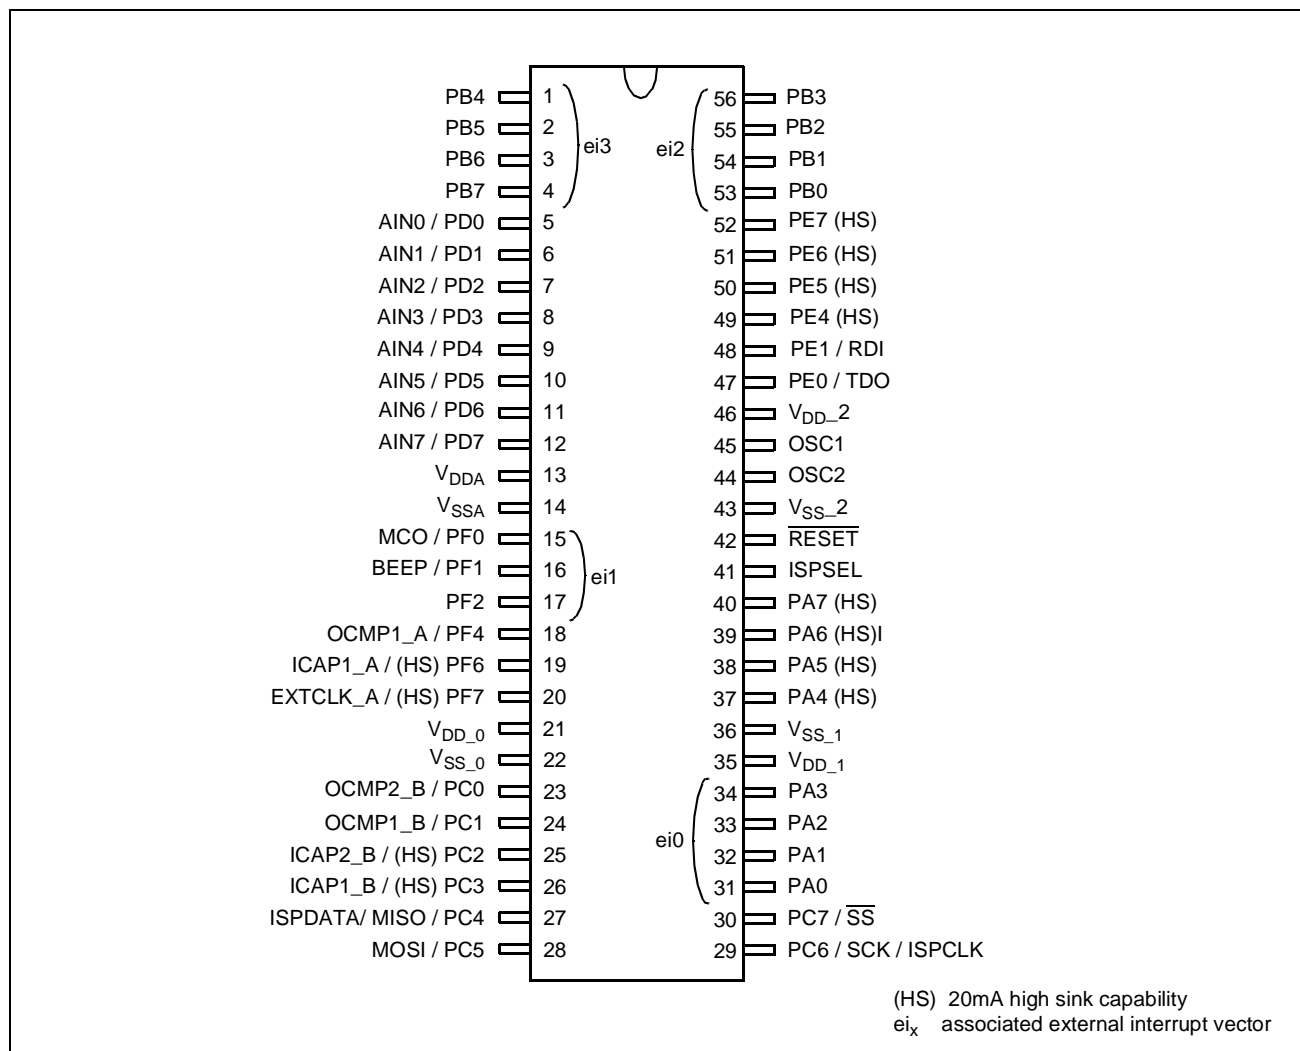 PB4 1 56 PB3
PB5 2 ei3 ei2 55 PB2
PB6 3 54 PB1
PB7 4 53 PB0
AIN0 / PD0 5 52 PE7 (HS)
AIN1 / PD1 6 51 PE6 (HS)
AIN2 / PD2 7 50 PE5 (HS)
AIN3 / PD3 8 49 PE4 (HS)
AIN4 / PD4 9 48 PE1 / RDI
AIN5 / PD5 10 47 PE0 / TDO
AIN6 / PD6 11 46 VDD_2
AIN7 / PD7 12 45 OSC1
VDDA 13 44 OSC2
VSSA 14 43 VSS_2
MCO / PF0 15 42 RESET
BEEP / PF1 16 ei1 41 ISPSEL
PF2 17 40 PA7 (HS)
OCMP1_A / PF4 18 39 PA6 (HS)I
ICAP1_A / (HS) PF6 19 38 PA5 (HS)
EXTCLK_A / (HS) PF7 20 37 PA4 (HS)
VDD_0 21 36 VSS_1
VSS_0 22 35 VDD_1
OCMP2_B / PC0 23 34 PA3
OCMP1_B / PC1 24 ei0 33 PA2
ICAP2_B / (HS) PC2 25 32 PA1
ICAP1_B / (HS) PC3 26 31 PA0
ISPDATA/ MISO / PC4 27 30 PC7 / SS
MOSI / PC5 28 29 PC6 / SCK / ISPCLK
(HS) 20mA high sink capability
eix associated external interrupt vector